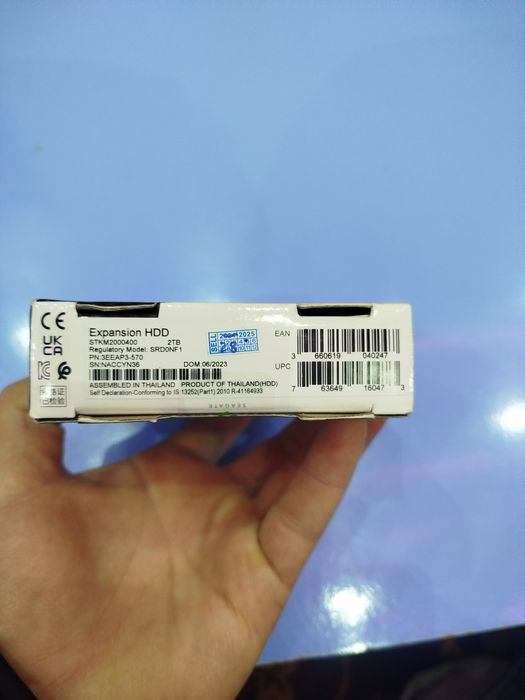 CE
UK
CA
Expansion HDD
STKM2000400 2TB
Regulatory Model: SRD0NF1
PN:3EEAP3-570
SN:NACCYN36 DOM:06/2023
ASSEMBLED IN THAILAND PRODUCT OF THAILAND(HDD)
Self Declaration-Conforming to IS 13252(Part1) 2010 R-41164933
2025
EAN
3 660619 040247
UPC
7 63649 16047 3
SEAGATE